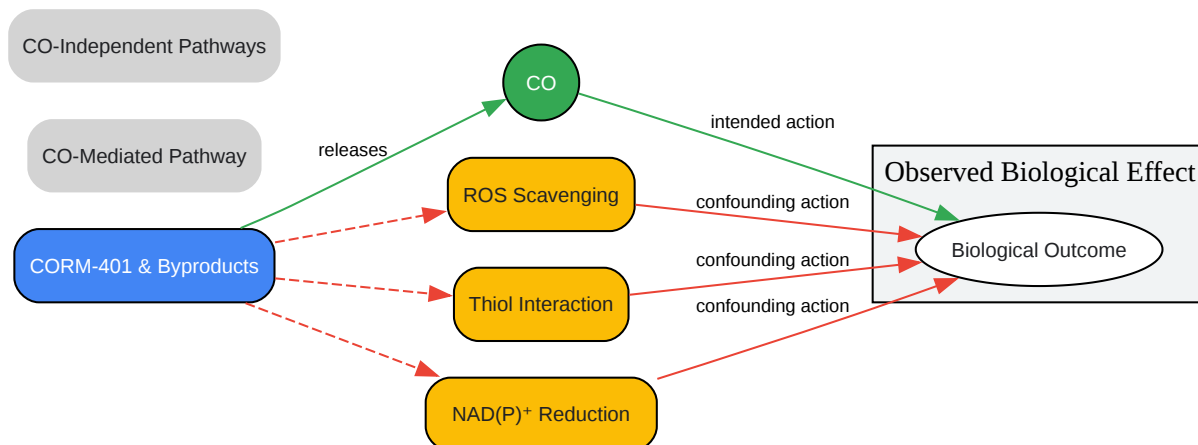 CO-Independent Pathways
CO-Mediated Pathway
CORM-401 & Byproducts
releases
CO
intended action
ROS Scavenging
confounding action
Thiol Interaction
confounding action
NAD(P)⁺ Reduction
confounding action
Observed Biological Effect
Biological Outcome